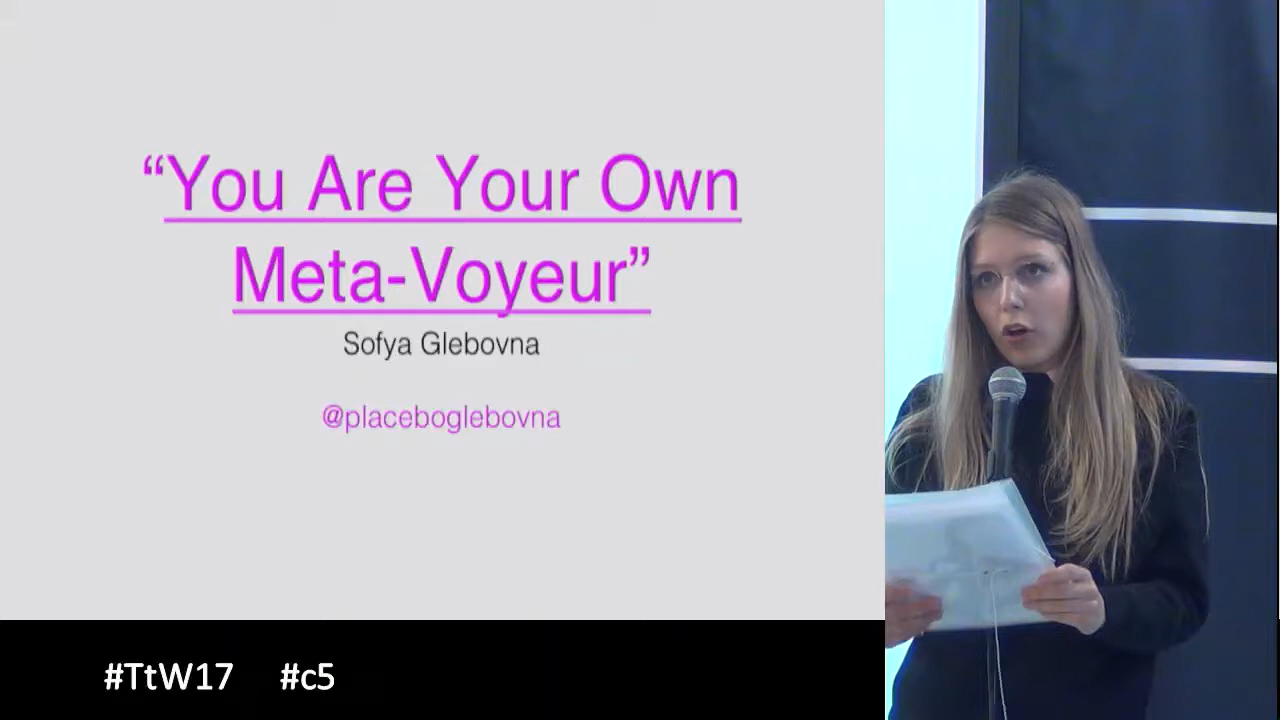 “You Are Your Own
Meta-Voyeur”
Sofya Glebovna
@placeboglebovna
#TtW17 #c5